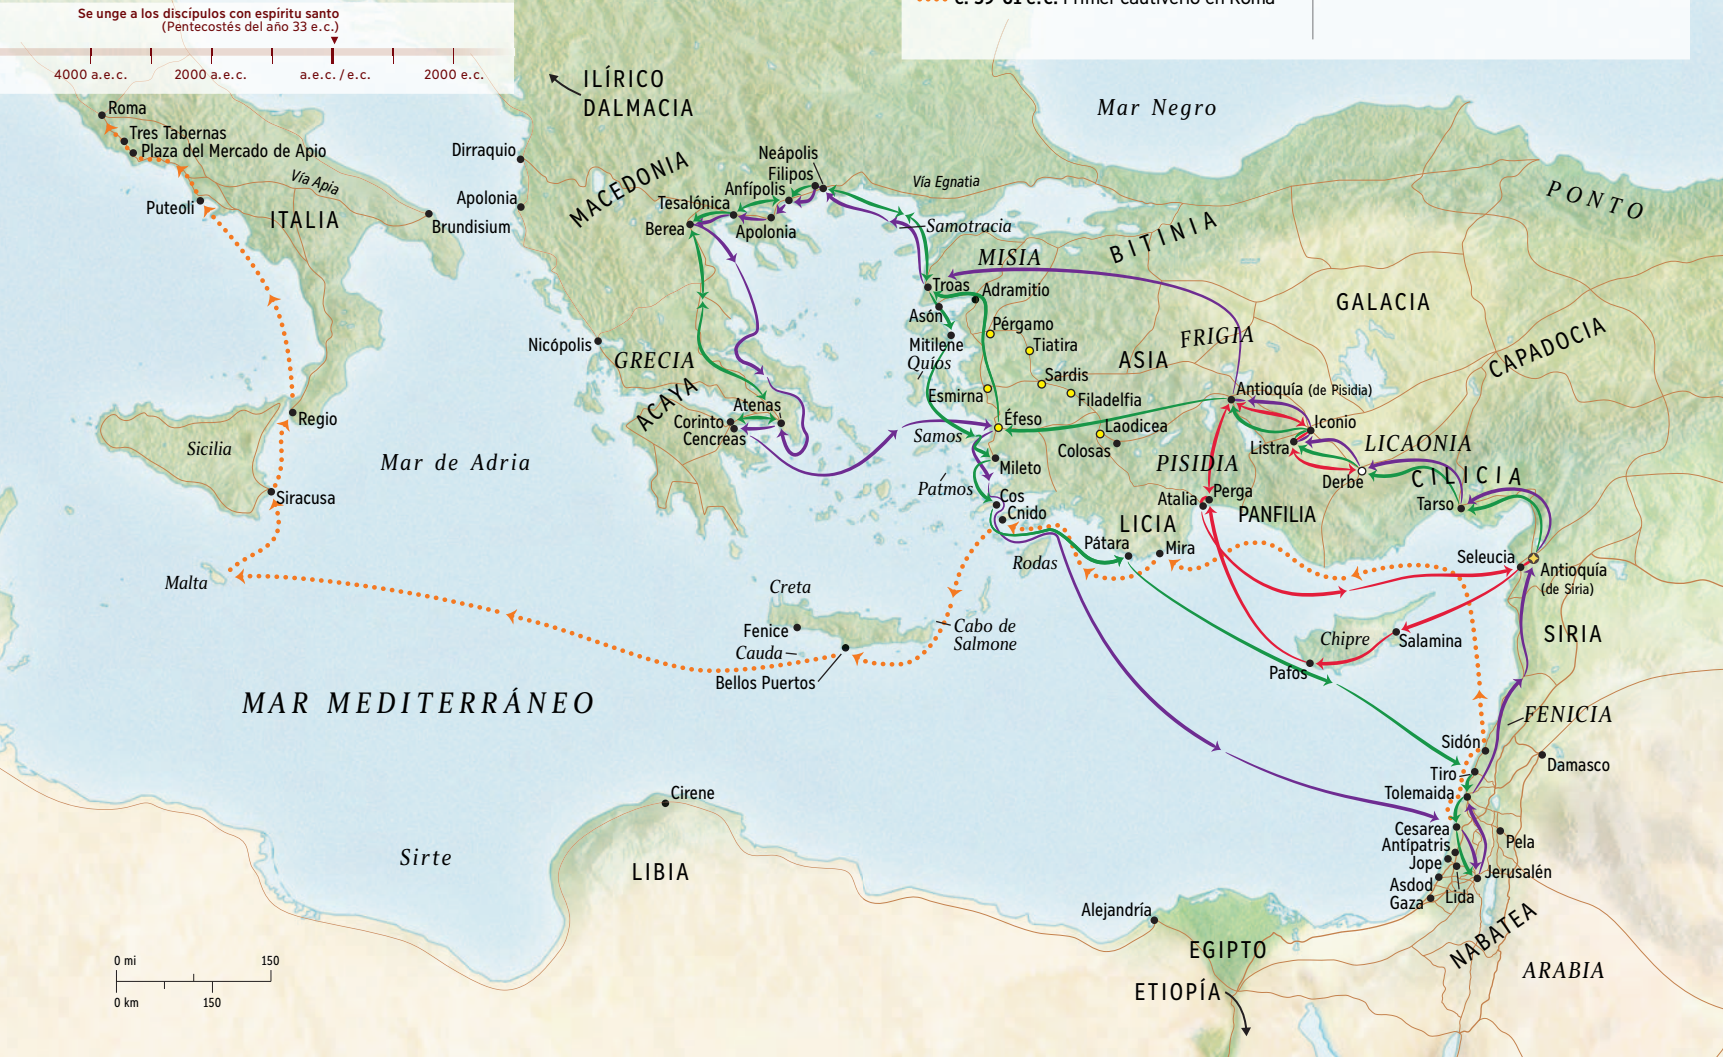 Se unge a los discípulos con espíritu santo
(Pentecostés del año 33 e.c.)
4000 a.e.c.
2000 a.e.c.
a.e.c. / e.c.
2000 e.c.
c. 59-61 e.c. Primer cautiverio en Roma
ILÍRICO
DALMACIA
Mar Negro
Roma
Tres Tabernas
Plaza del Mercado de Apio
Vía Apia
Puteoli
ITALIA
Brundisium
Dirraquio
Apolonia
MACEDONIA
Neápolis
Filipos
Anfípolis
Tesalónica
Berea
Apolonia
Vía Egnatia
Samotracia
PONTO
BITINIA
MISIA
Troas
Adramitio
Asón
Mitilene
Quíos
Pérgamo
Tiatira
Sardis
Esmirna
Filadelfia
ASIA
FRIGIA
GALACIA
CAPADOCIA
Nicópolis
GRECIA
ACAYA
Atenas
Corinto
Cencreas
Éfeso
Samos
Laodicea
Colosas
Mileto
Patmos
Antioquía (de Pisidia)
Iconio
Listra
LICAONIA
PISIDIA
Derbe
CILICIA
Tarso
Atalia
Perga
PANFILIA
LICIA
Cos
Cnido
Rodas
Pátara
Mira
Regio
Sicilia
Siracusa
Mar de Adria
Malta
Creta
Fenice
Cauda
Bellos Puertos
Cabo de
Salmone
Seleucia
Antioquía
(de Siria)
SIRIA
Chipre
Salamina
Pafos
MAR MEDITERRÁNEO
FENICIA
Sidón
Damasco
Tiro
Tolemaida
Cesarea
Antípatris
Jope
Pela
Jerusalén
Asdod
Gaza
Lida
Cirene
Sirte
LIBIA
Alejandría
EGIPTO
ETIOPÍA
NABATEA
ARABIA
0 mi
150
0 km
150